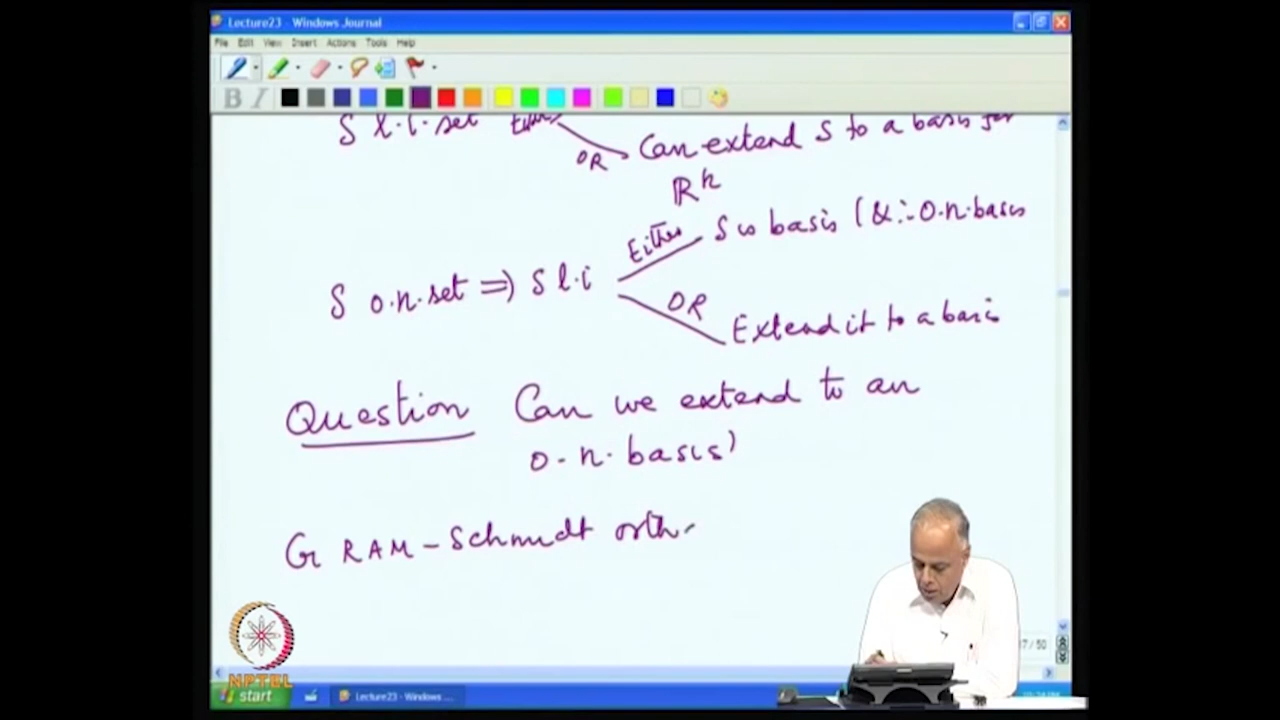 Lecture23 - Windows Journal
File Edit View Insert Actions Tools Help
B I
S l.i.set Either
OR Can extend S to a basis for
R^k
Either S is basis (& ∴ O.n.basis
S o.n.set ⇒ S l.i
OR
Extend it to a basis
Question Can we extend to an
o.n.basis)
GRAM-Schmidt orth
17/50
NPTEL
start Lecture23 - Windows ...